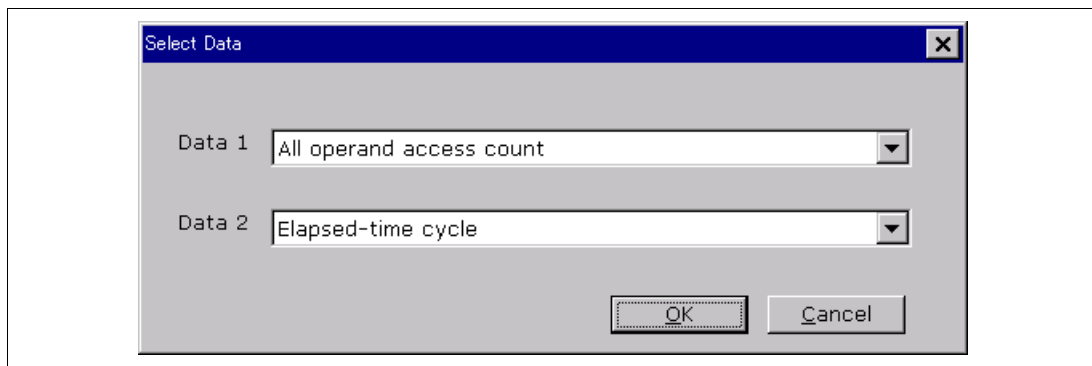 Select Data
Data 1 All operand access count
Data 2 Elapsed-time cycle
OK Cancel